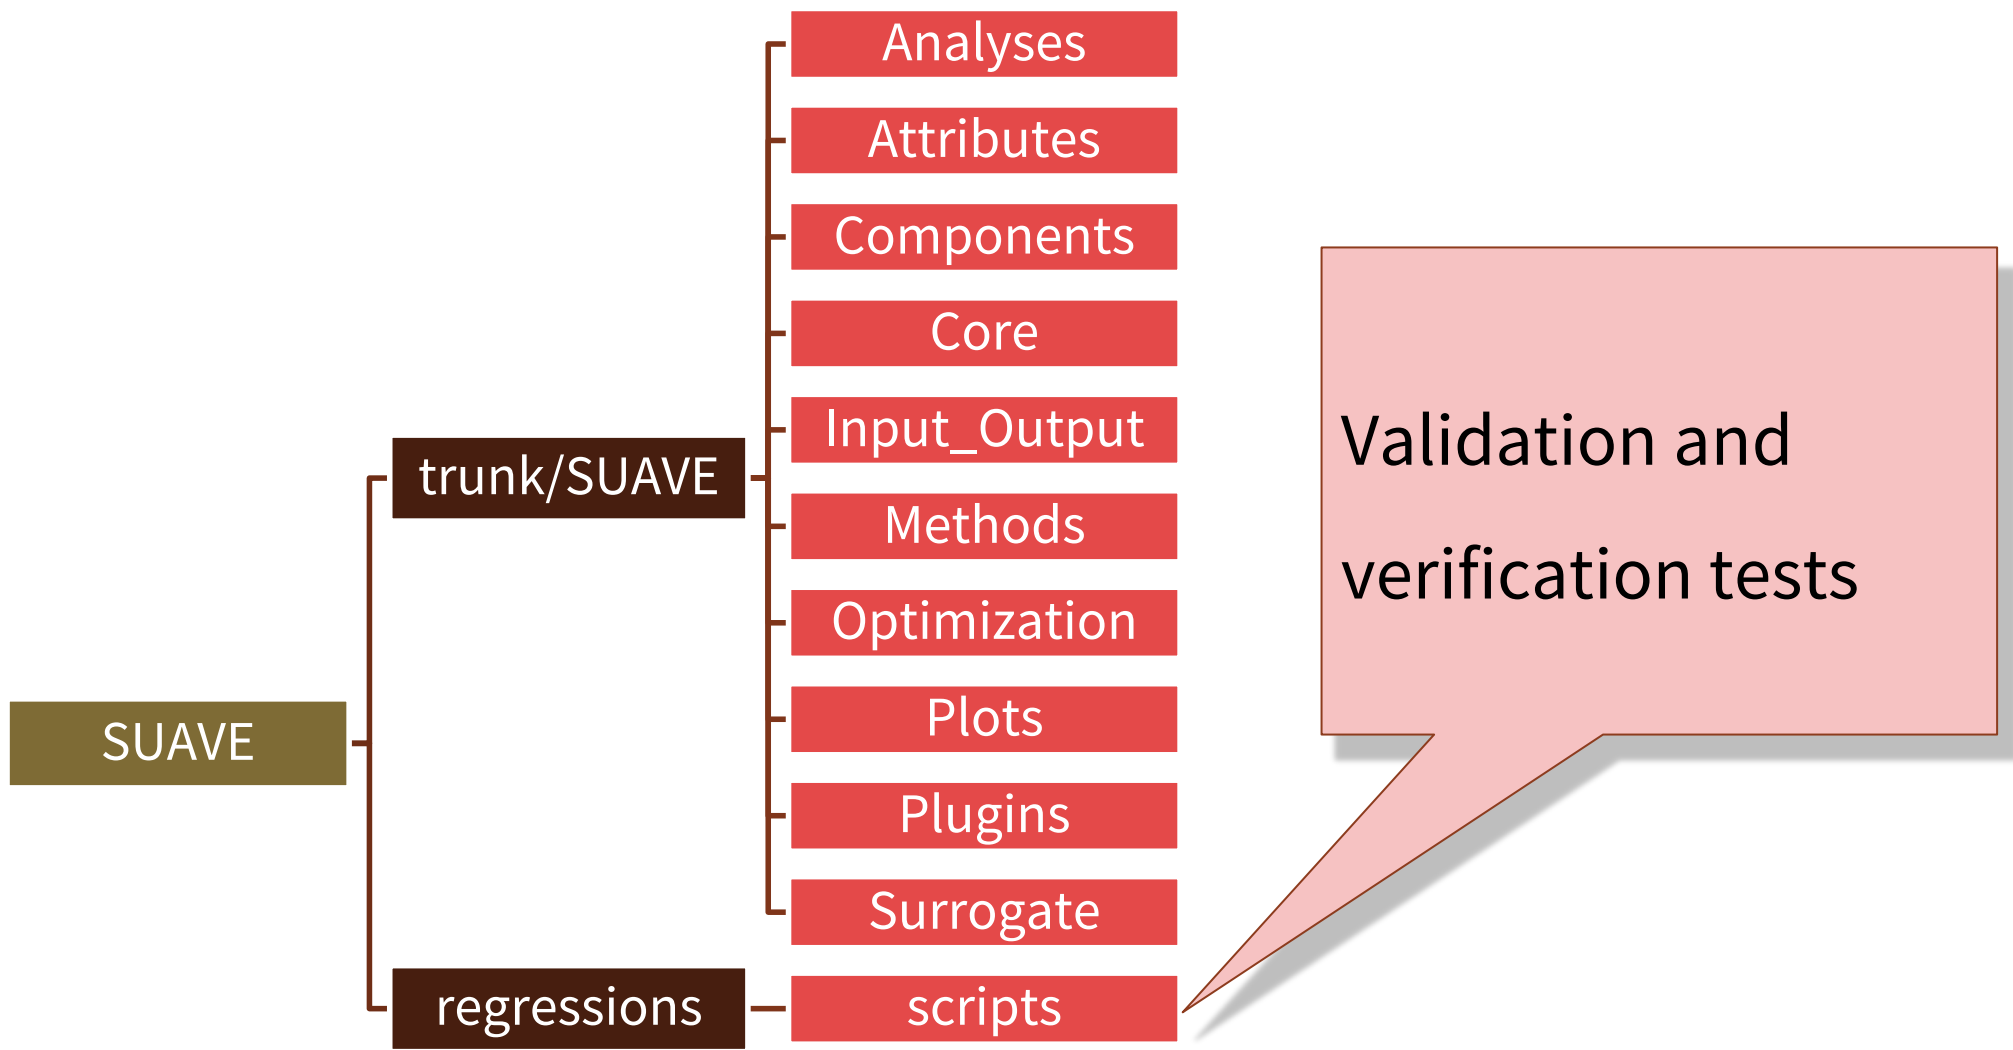 SUAVE
trunk/SUAVE
Analyses
Attributes
Components
Core
Input_Output
Methods
Optimization
Plots
Plugins
Surrogate
regressions
scripts
Validation and
verification tests